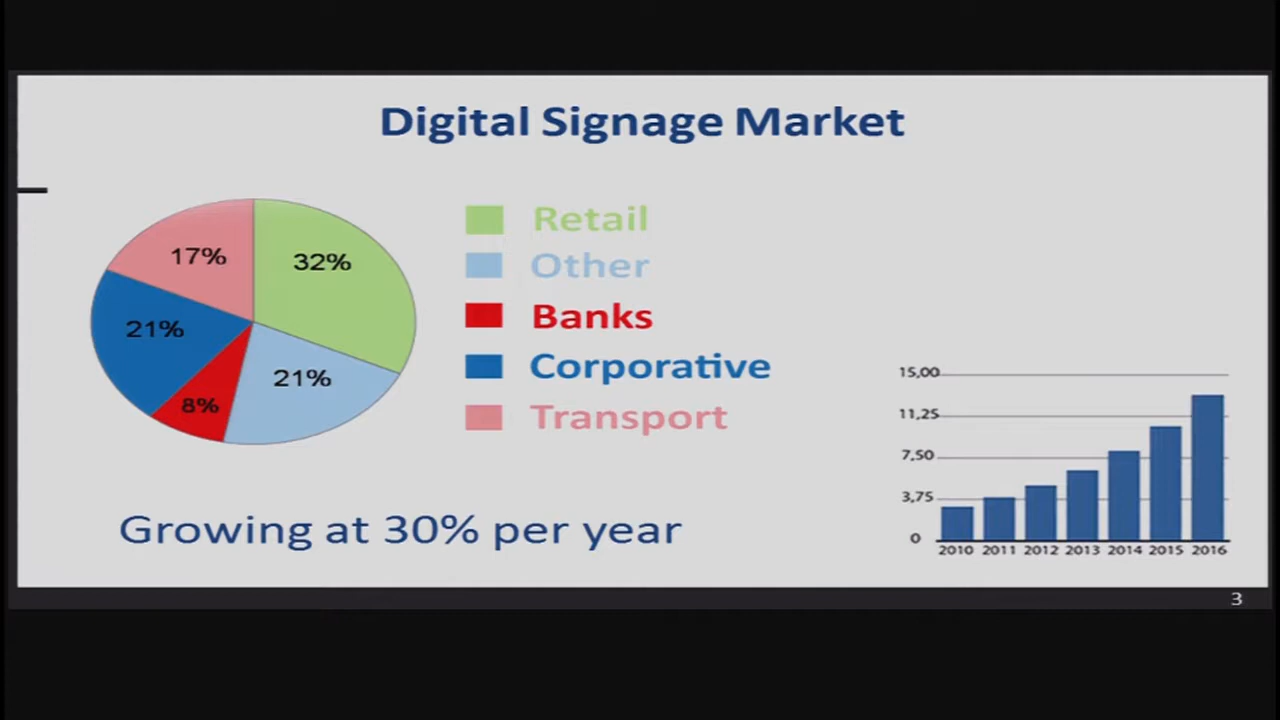 Digital Signage Market
17%
32%
21%
21%
8%
Retail
Other
Banks
Corporative
Transport
Growing at 30% per year
15,00
11,25
7,50
3,75
0
2010 2011 2012 2013 2014 2015 2016
3